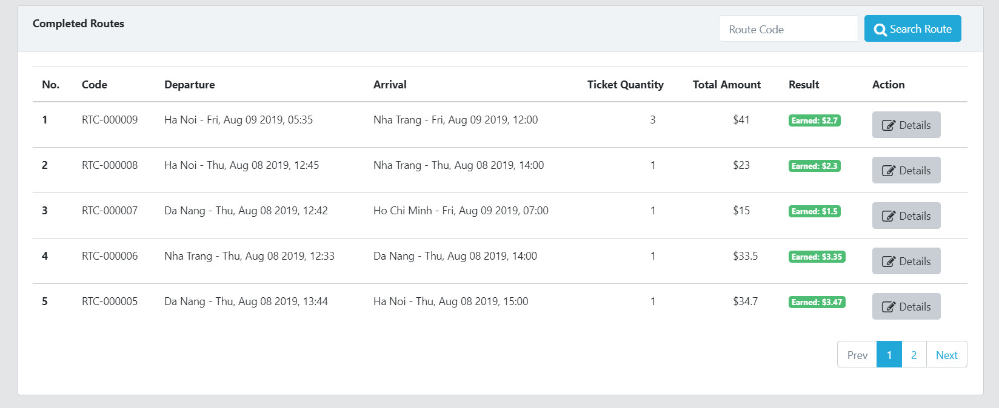 Completed Routes
Route Code
Search Route
No. Code Departure Arrival Ticket Quantity Total Amount Result Action
1 RTC-000009 Ha Noi - Fri, Aug 09 2019, 05:35 Nha Trang - Fri, Aug 09 2019, 12:00 3 $41 Earned: $2.7 Details
2 RTC-000008 Ha Noi - Thu, Aug 08 2019, 12:45 Nha Trang - Thu, Aug 08 2019, 14:00 1 $23 Earned: $2.3 Details
3 RTC-000007 Da Nang - Thu, Aug 08 2019, 12:42 Ho Chi Minh - Fri, Aug 09 2019, 07:00 1 $15 Earned: $1.5 Details
4 RTC-000006 Nha Trang - Thu, Aug 08 2019, 12:33 Da Nang - Thu, Aug 08 2019, 14:00 1 $33.5 Earned: $3.35 Details
5 RTC-000005 Da Nang - Thu, Aug 08 2019, 13:44 Ha Noi - Thu, Aug 08 2019, 15:00 1 $34.7 Earned: $3.47 Details
Prev 1 2 Next